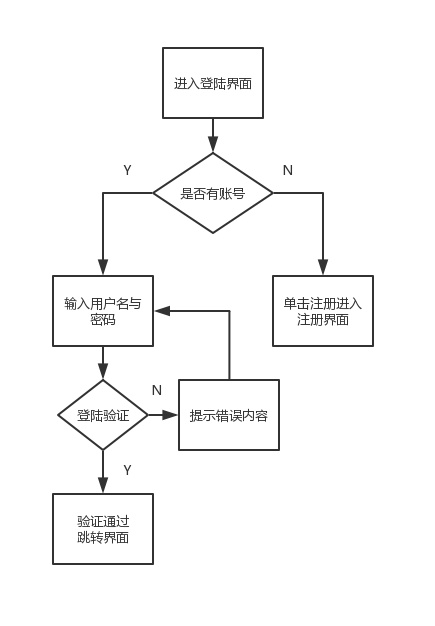 进入登陆界面
Y
N
是否有账号
输入用户名与
密码
单击注册进入
注册界面
N
登陆验证
提示错误内容
Y
验证通过
跳转界面